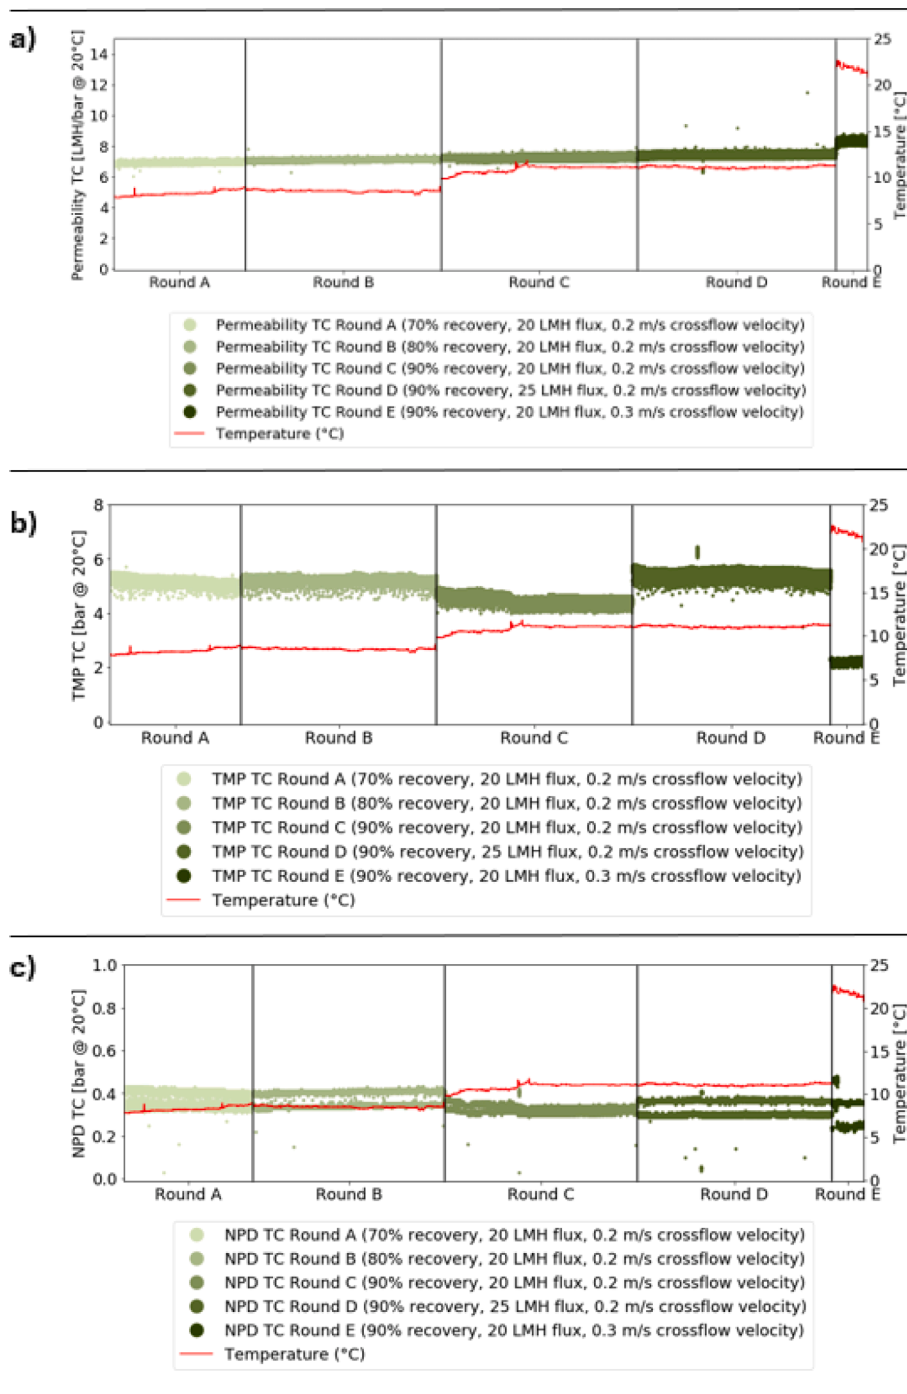 a)
Permeability TC [LMH/bar @ 20°C]
14
12
10
8
6
4
2
0
25
20
15
10
5
0
Temperature [°C]
Round A Round B Round C Round D Round E
Permeability TC Round A (70% recovery, 20 LMH flux, 0.2 m/s crossflow velocity)
Permeability TC Round B (80% recovery, 20 LMH flux, 0.2 m/s crossflow velocity)
Permeability TC Round C (90% recovery, 20 LMH flux, 0.2 m/s crossflow velocity)
Permeability TC Round D (90% recovery, 25 LMH flux, 0.2 m/s crossflow velocity)
Permeability TC Round E (90% recovery, 20 LMH flux, 0.3 m/s crossflow velocity)
Temperature (°C)
b)
TMP TC [bar @ 20°C]
8
6
4
2
0
25
20
15
10
5
0
Temperature [°C]
Round A Round B Round C Round D Round E
TMP TC Round A (70% recovery, 20 LMH flux, 0.2 m/s crossflow velocity)
TMP TC Round B (80% recovery, 20 LMH flux, 0.2 m/s crossflow velocity)
TMP TC Round C (90% recovery, 20 LMH flux, 0.2 m/s crossflow velocity)
TMP TC Round D (90% recovery, 25 LMH flux, 0.2 m/s crossflow velocity)
TMP TC Round E (90% recovery, 20 LMH flux, 0.3 m/s crossflow velocity)
Temperature (°C)
c)
NPD TC [bar @ 20°C]
1.0
0.8
0.6
0.4
0.2
0.0
25
20
15
10
5
0
Temperature [°C]
Round A Round B Round C Round D Round E
NPD TC Round A (70% recovery, 20 LMH flux, 0.2 m/s crossflow velocity)
NPD TC Round B (80% recovery, 20 LMH flux, 0.2 m/s crossflow velocity)
NPD TC Round C (90% recovery, 20 LMH flux, 0.2 m/s crossflow velocity)
NPD TC Round D (90% recovery, 25 LMH flux, 0.2 m/s crossflow velocity)
NPD TC Round E (90% recovery, 20 LMH flux, 0.3 m/s crossflow velocity)
Temperature (°C)